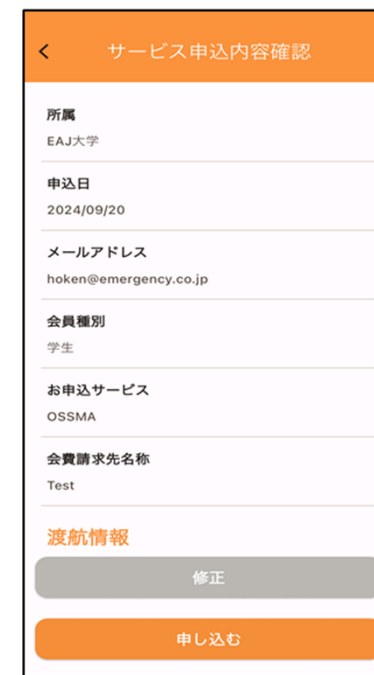 サービス申込内容確認
所属
EAJ大学
申込日
2024/09/20
メールアドレス
hoken@emergency.co.jp
会員種別
学生
お申込サービス
OSSMA
会費請求先名称
Test
渡航情報
修正
申し込む